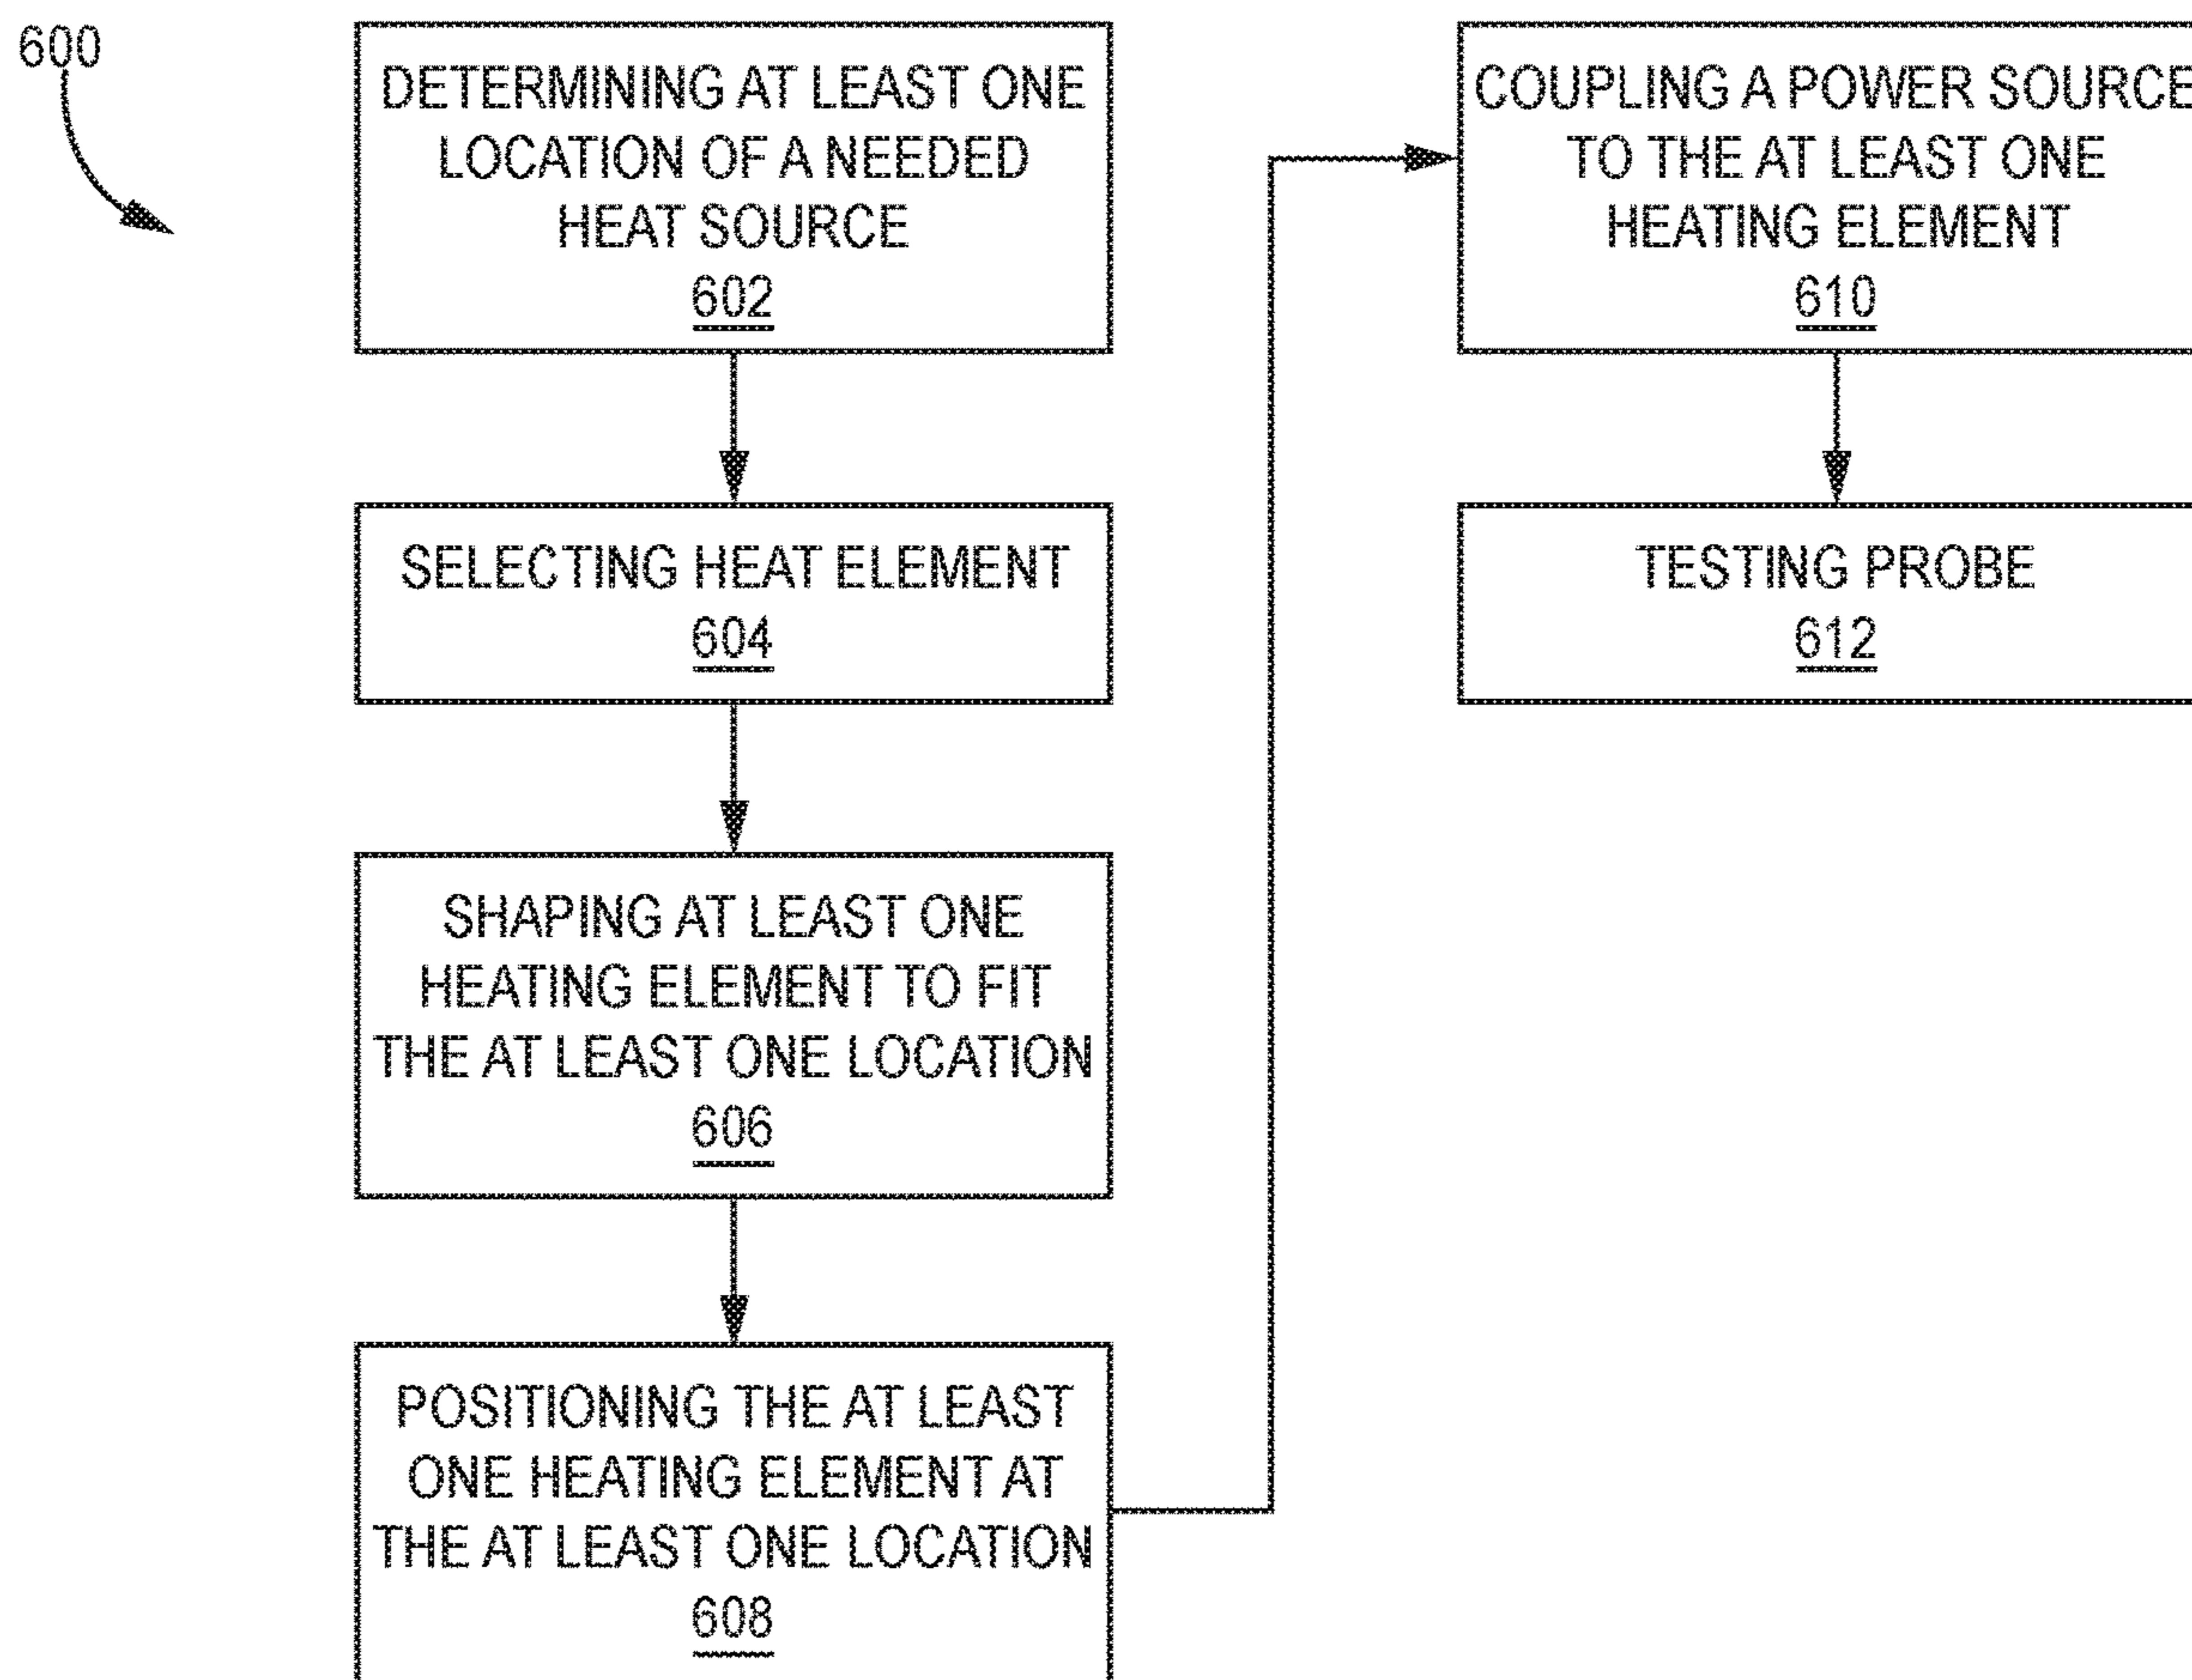 600
DETERMINING AT LEAST ONE
LOCATION OF A NEEDED
HEAT SOURCE
602
SELECTING HEAT ELEMENT
604
SHAPING AT LEAST ONE
HEATING ELEMENT TO FIT
THE AT LEAST ONE LOCATION
606
POSITIONING THE AT LEAST
ONE HEATING ELEMENT AT
THE AT LEAST ONE LOCATION
608
COUPLING A POWER SOURCE
TO THE AT LEAST ONE
HEATING ELEMENT
610
TESTING PROBE
612